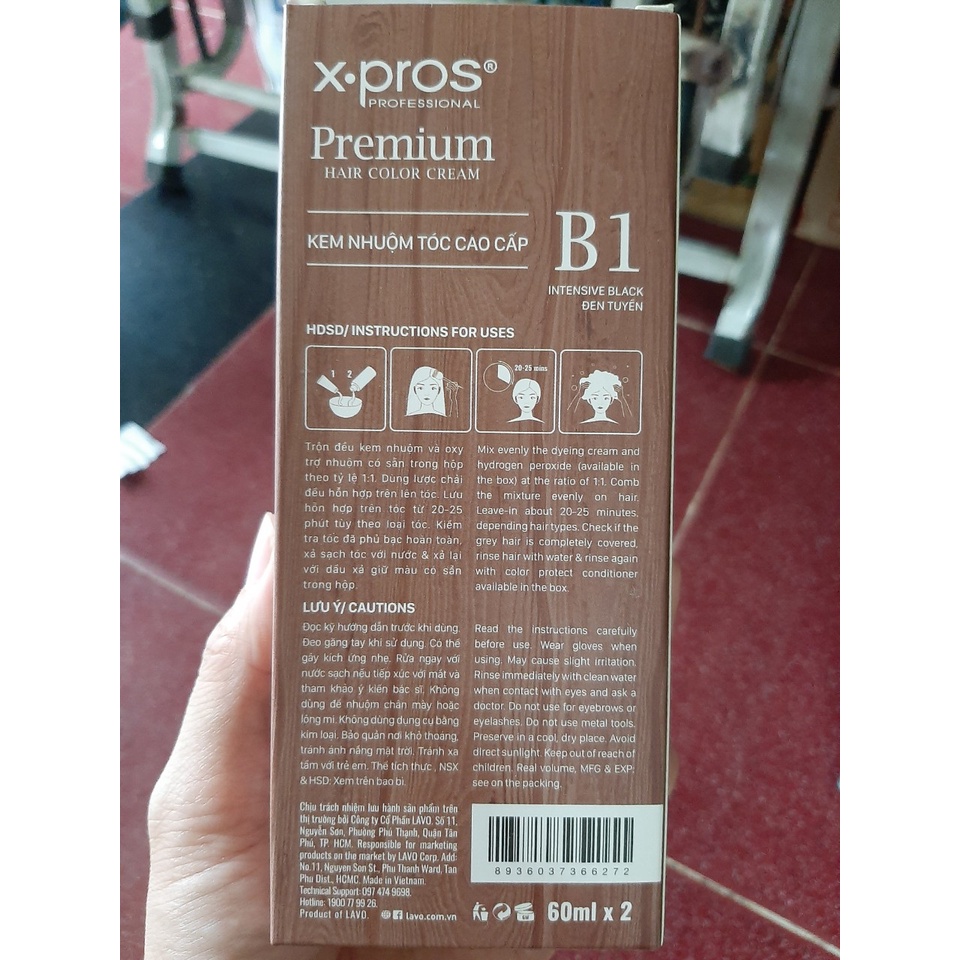 x·pros®
PROFESSIONAL
Premium
HAIR COLOR CREAM
KEM NHUỘM TÓC CAO CẤP
B1
INTENSIVE BLACK
ĐEN TUYỀN
HDSD/ INSTRUCTIONS FOR USES
1 2
20-25 mins
Trộn đều kem nhuộm và oxy
trợ nhuộm có sẵn trong hộp
theo tỷ lệ 1:1. Dùng lược chải
đều hỗn hợp trên lên tóc. Lưu
hỗn hợp trên tóc từ 20-25
phút tùy theo loại tóc. Kiểm
tra tóc đã phủ bạc hoàn toàn,
xả sạch tóc với nước & xả lại
với dầu xả giữ màu có sẵn
trong hộp.
Mix evenly the dyeing cream and
hydrogen peroxide (available in
the box) at the ratio of 1:1. Comb
the mixture evenly on hair.
Leave-in about 20-25 minutes,
depending hair types. Check if the
grey hair is completely covered,
rinse hair with water & rinse again
with color protect conditioner
available in the box.
LƯU Ý/ CAUTIONS
Đọc kỹ hướng dẫn trước khi dùng.
Đeo găng tay khi sử dụng. Có thể
gây kích ứng nhẹ. Rửa ngay với
nước sạch nếu tiếp xúc với mắt và
tham khảo ý kiến bác sĩ. Không
dùng để nhuộm chân mày hoặc
lông mi. Không dùng dụng cụ bằng
kim loại. Bảo quản nơi khô thoáng,
tránh ánh nắng mặt trời. Tránh xa
tầm với trẻ em. Thể tích thực , NSX
& HSD: Xem trên bao bì.
Read the instructions carefully
before use. Wear gloves when
using. May cause slight irritation.
Rinse immediately with clean water
when contact with eyes and ask a
doctor. Do not use for eyebrows or
eyelashes. Do not use metal tools.
Preserve in a cool, dry place. Avoid
direct sunlight. Keep out of reach of
children. Real volume, MFG & EXP:
see on the packing.
Chịu trách nhiệm lưu hành sản phẩm trên
thị trường bởi Công ty Cổ Phần LAVO. Số 11,
Nguyễn Sơn, Phường Phú Thạnh, Quận Tân
Phú, TP. HCM. Responsible for marketing
products on the market by LAVO Corp. Add:
No.11, Nguyen Son St., Phu Thanh Ward, Tan
Phu Dist., HCMC. Made in Vietnam.
Technical Support: 097 474 9698.
Hotline: 1900 77 99 26.
Product of LAVO.
lavo.com.vn
8936037366272
60ml x 2